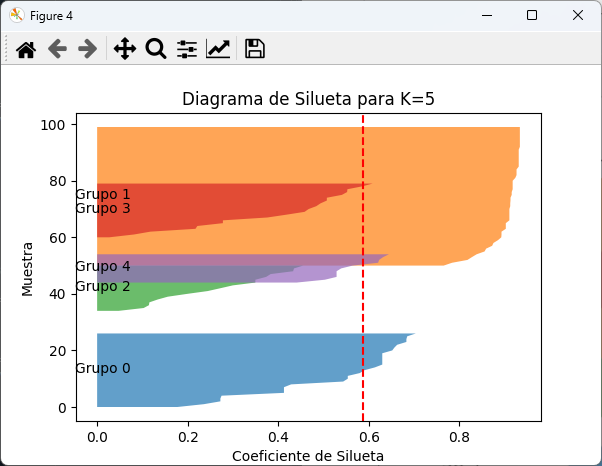 Figure 4
Diagrama de Silueta para K=5
100
80
60
40
20
0
Muestra
Grupo 1
Grupo 3
Grupo 4
Grupo 2
Grupo 0
0.0 0.2 0.4 0.6 0.8
Coeficiente de Silueta